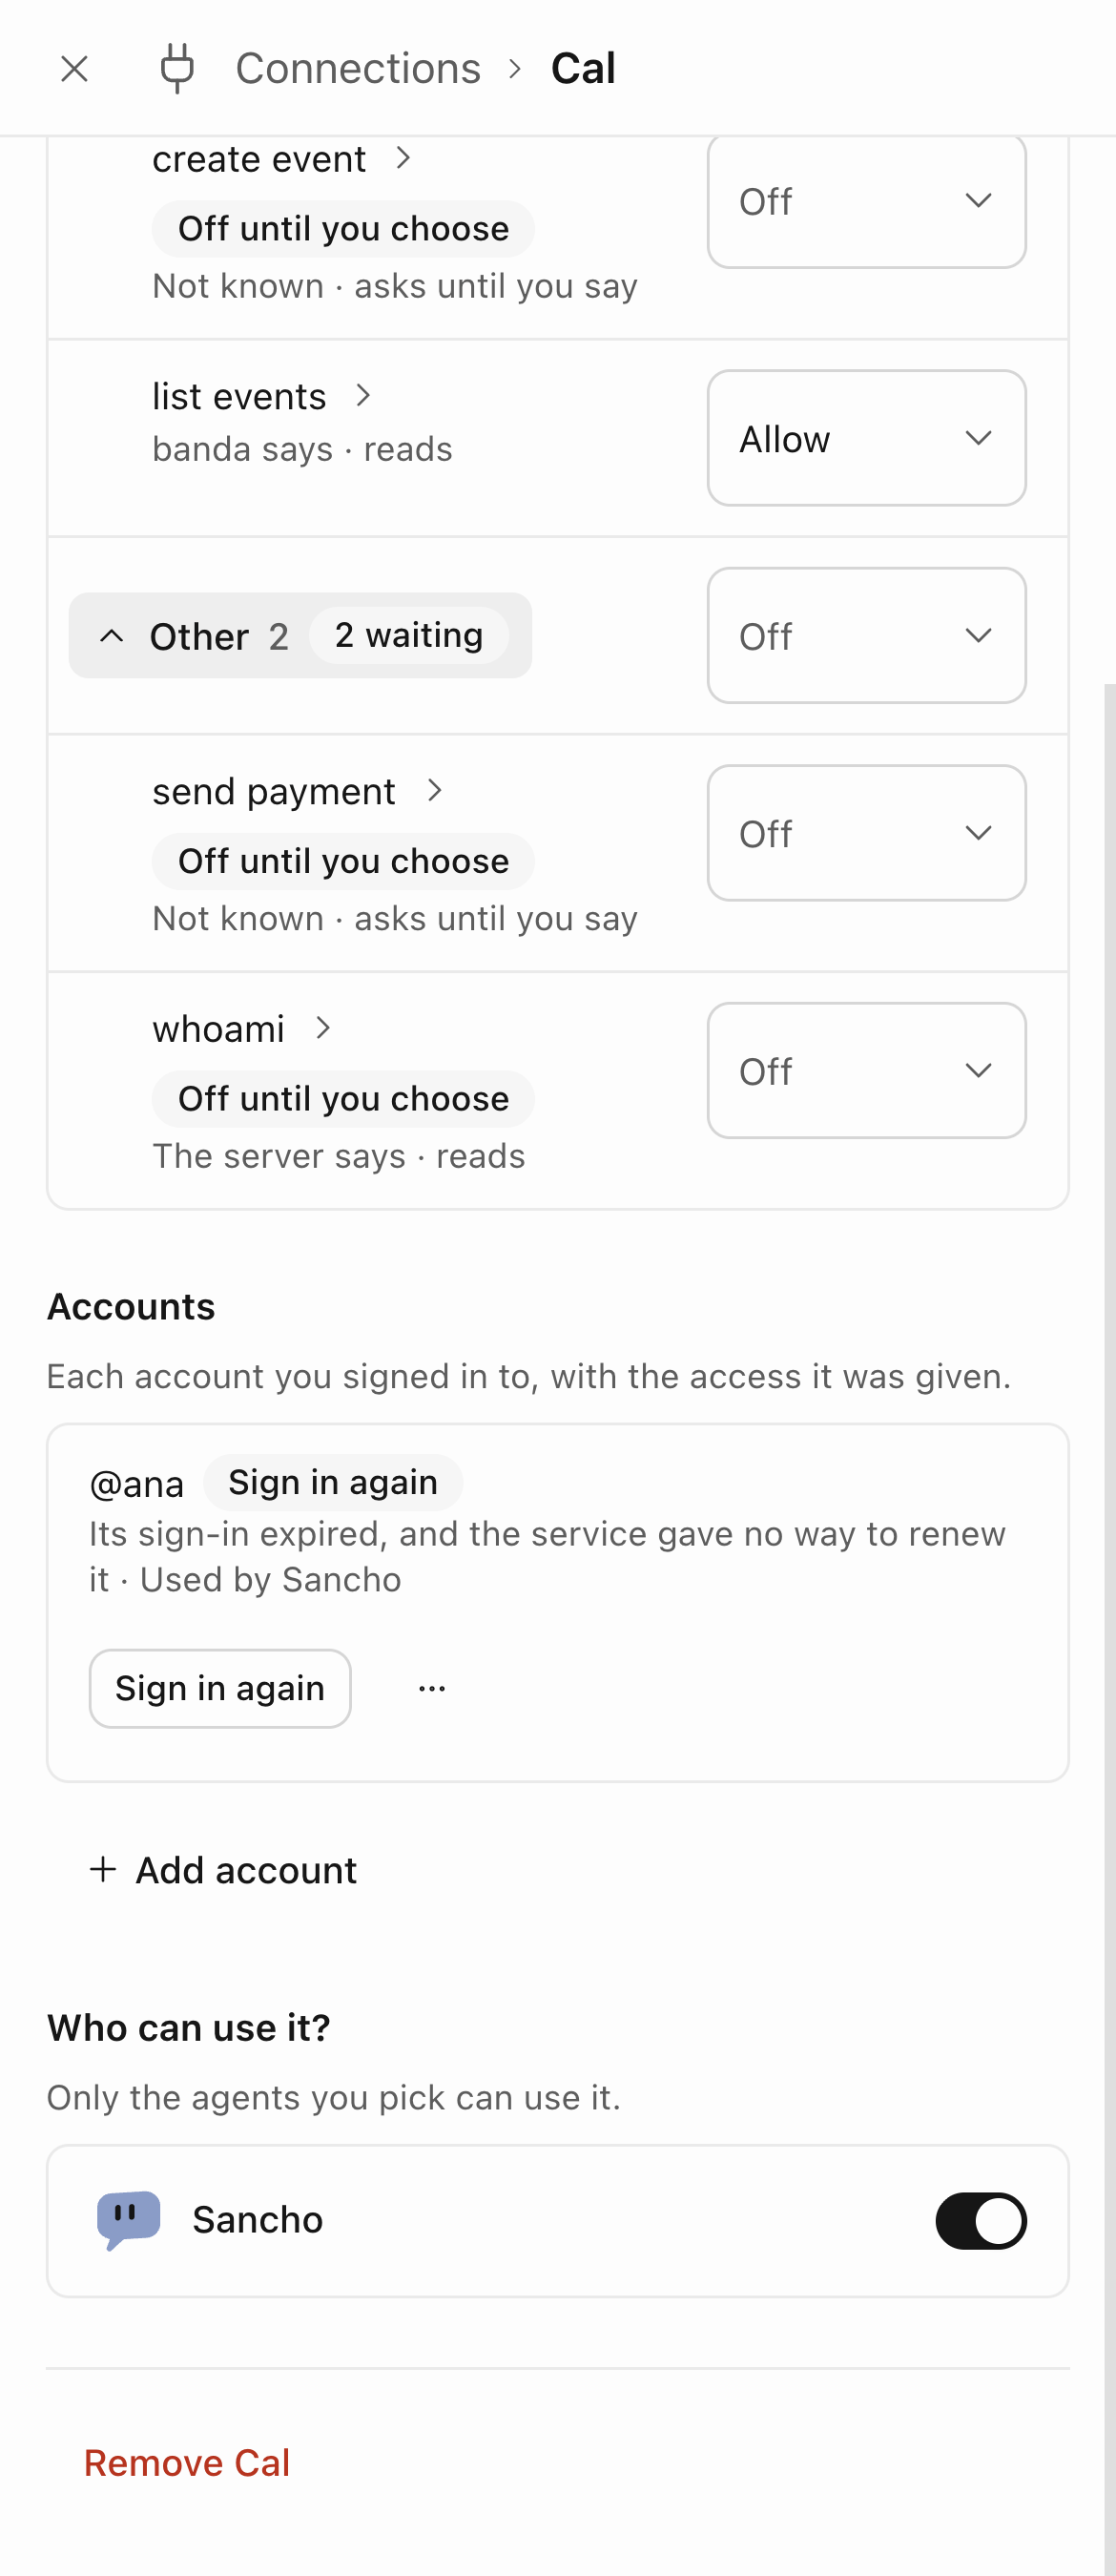 Connections > Cal
create event >
Off
Off until you choose
Not known · asks until you say
list events >
Allow
banda says · reads
Other 2 2 waiting
Off
send payment >
Off
Off until you choose
Not known · asks until you say
whoami >
Off
Off until you choose
The server says · reads
Accounts
Each account you signed in to, with the access it was given.
@ana Sign in again
Its sign-in expired, and the service gave no way to renew
it · Used by Sancho
Sign in again ...
+ Add account
Who can use it?
Only the agents you pick can use it.
Sancho
Remove Cal